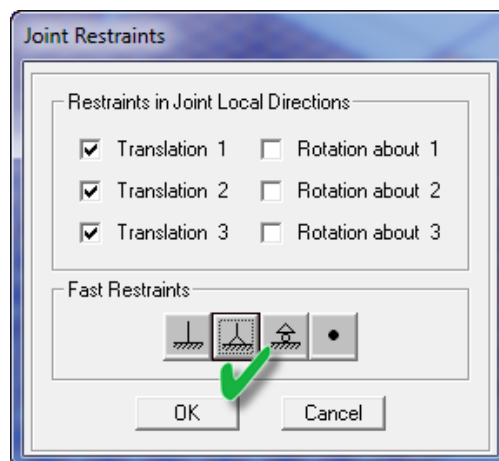 Joint Restraints
Restraints in Joint Local Directions
Translation 1 Rotation about 1
Translation 2 Rotation about 2
Translation 3 Rotation about 3
Fast Restraints
OK Cancel